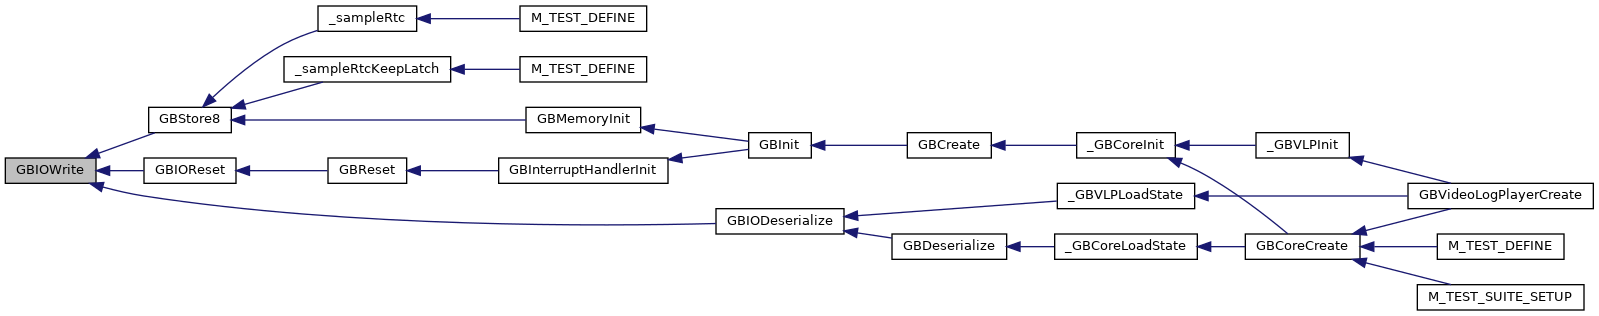 _sampleRtc
M_TEST_DEFINE
_sampleRtcKeepLatch
M_TEST_DEFINE
GBStore8
GBMemoryInit
GBInit
GBCreate
_GBCoreInit
_GBVLPInit
GBIOWrite
GBIOReset
GBReset
GBInterruptHandlerInit
_GBVLPLoadState
GBVideoLogPlayerCreate
GBIODeserialize
GBDeserialize
_GBCoreLoadState
GBCoreCreate
M_TEST_DEFINE
M_TEST_SUITE_SETUP